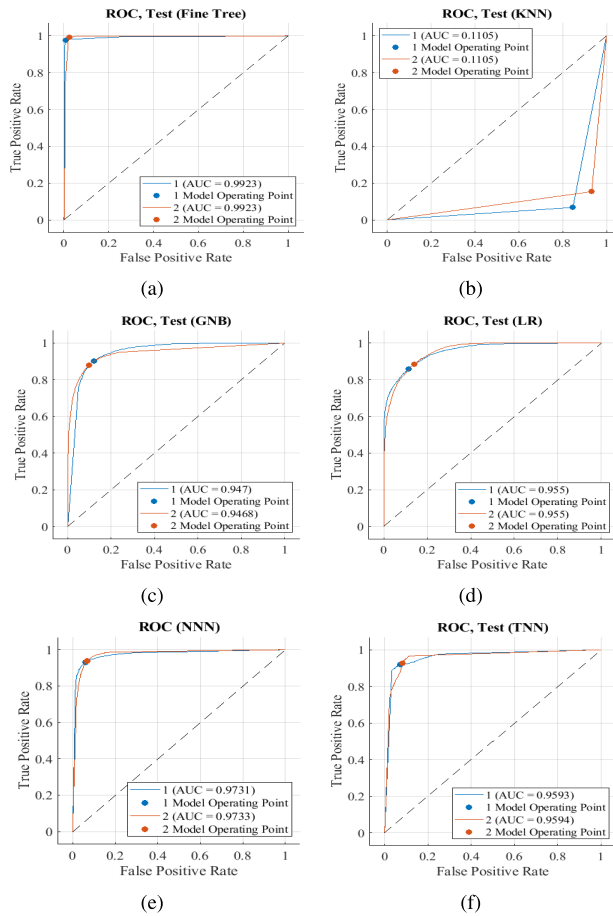 ROC, Test (Fine Tree)
True Positive Rate
1
0.8
0.6
0.4
0.2
0
0 0.2 0.4 0.6 0.8 1
False Positive Rate
1 (AUC = 0.9923)
1 Model Operating Point
2 (AUC = 0.9923)
2 Model Operating Point
(a)
ROC, Test (KNN)
True Positive Rate
1
0.8
0.6
0.4
0.2
0
0 0.2 0.4 0.6 0.8 1
False Positive Rate
1 (AUC = 0.1105)
1 Model Operating Point
2 (AUC = 0.1105)
2 Model Operating Point
(b)
ROC, Test (GNB)
True Positive Rate
1
0.8
0.6
0.4
0.2
0
0 0.2 0.4 0.6 0.8 1
False Positive Rate
1 (AUC = 0.947)
1 Model Operating Point
2 (AUC = 0.9468)
2 Model Operating Point
(c)
ROC, Test (LR)
True Positive Rate
1
0.8
0.6
0.4
0.2
0
0 0.2 0.4 0.6 0.8 1
False Positive Rate
1 (AUC = 0.955)
1 Model Operating Point
2 (AUC = 0.955)
2 Model Operating Point
(d)
ROC (NNN)
True Positive Rate
1
0.8
0.6
0.4
0.2
0
0 0.2 0.4 0.6 0.8 1
False Positive Rate
1 (AUC = 0.9731)
1 Model Operating Point
2 (AUC = 0.9733)
2 Model Operating Point
(e)
ROC, Test (TNN)
True Positive Rate
1
0.8
0.6
0.4
0.2
0
0 0.2 0.4 0.6 0.8 1
False Positive Rate
1 (AUC = 0.9593)
1 Model Operating Point
2 (AUC = 0.9594)
2 Model Operating Point
(f)